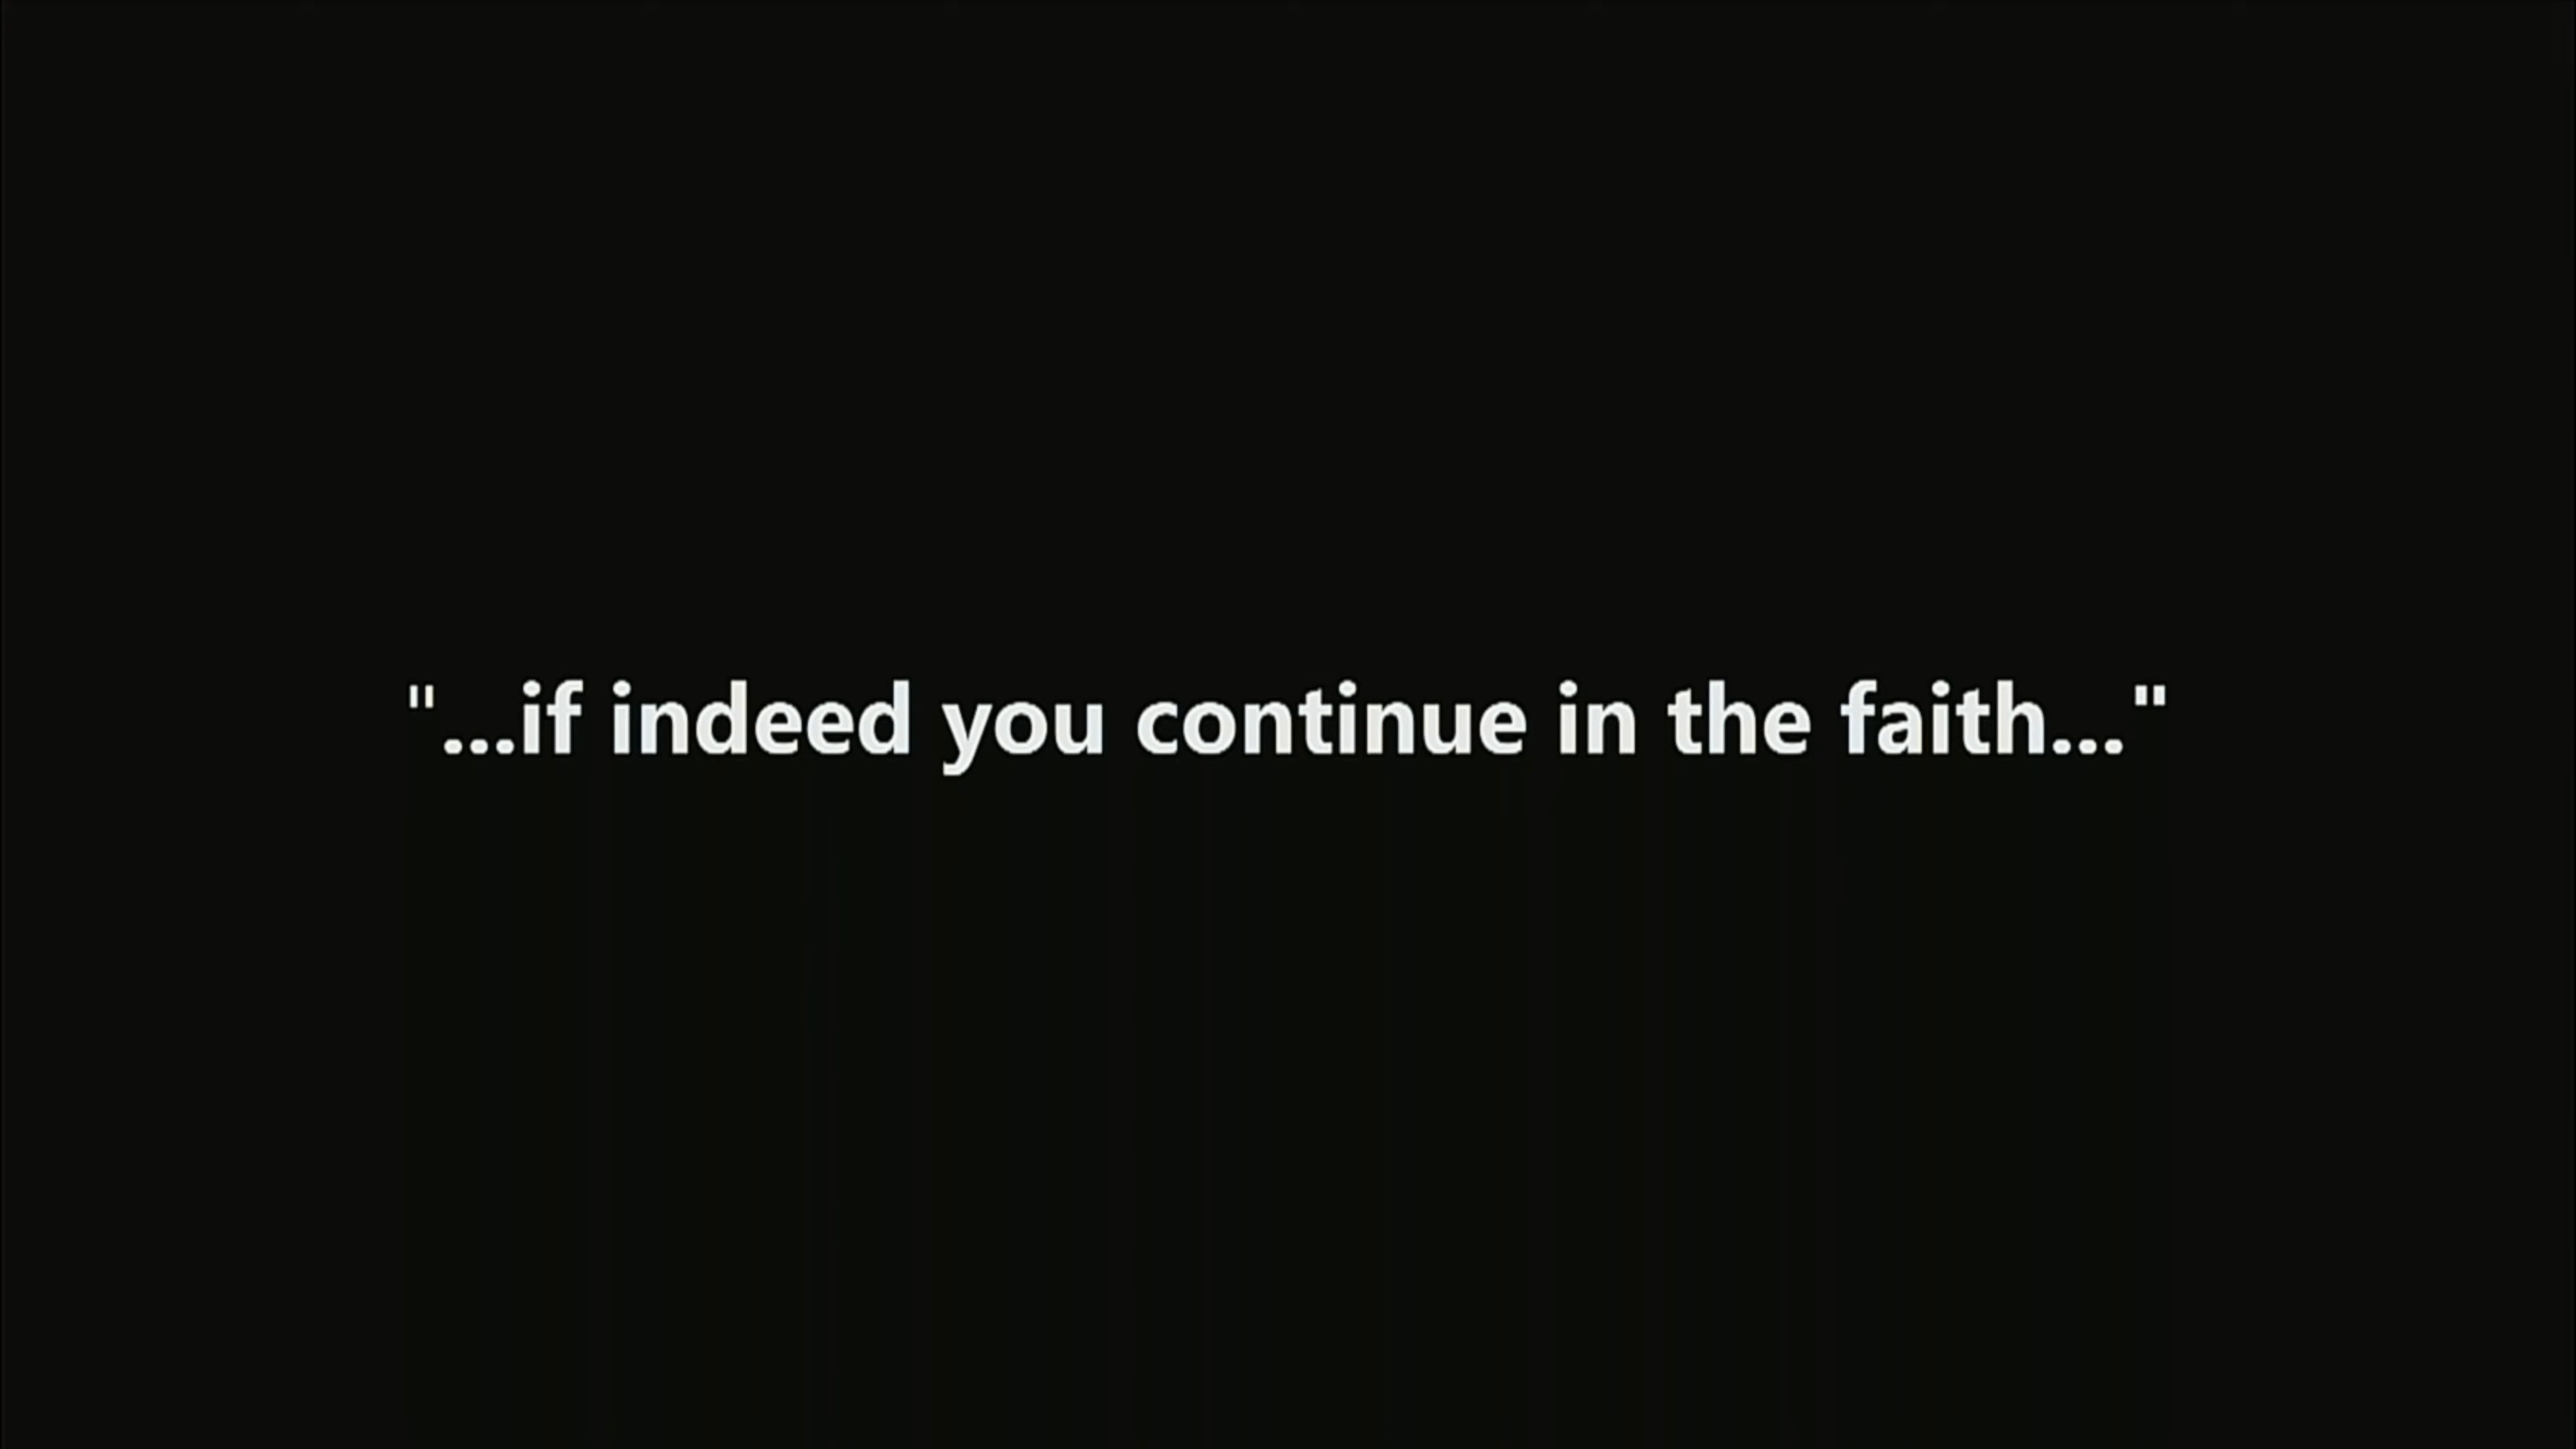 "...if indeed you continue in the faith..."